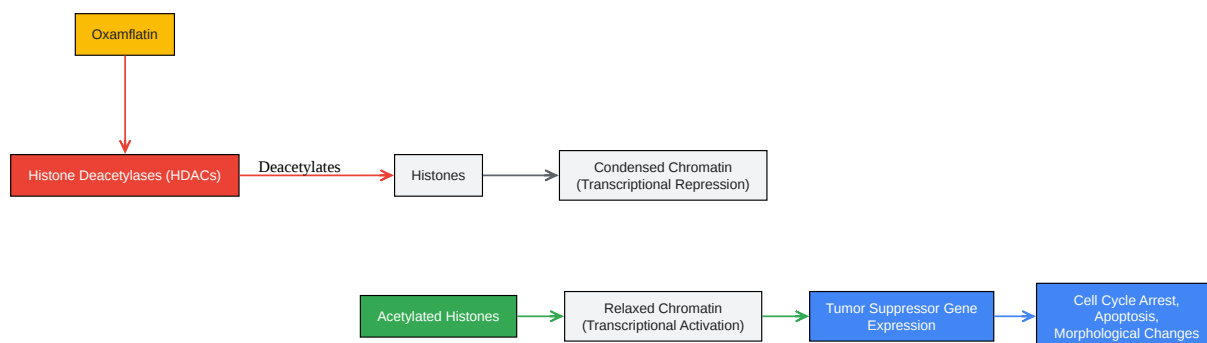 Oxamflatin
Histone Deacetylases (HDACs)
Deacetylates
Histones
Condensed Chromatin
(Transcriptional Repression)
Acetylated Histones
Relaxed Chromatin
(Transcriptional Activation)
Tumor Suppressor Gene
Expression
Cell Cycle Arrest,
Apoptosis,
Morphological Changes